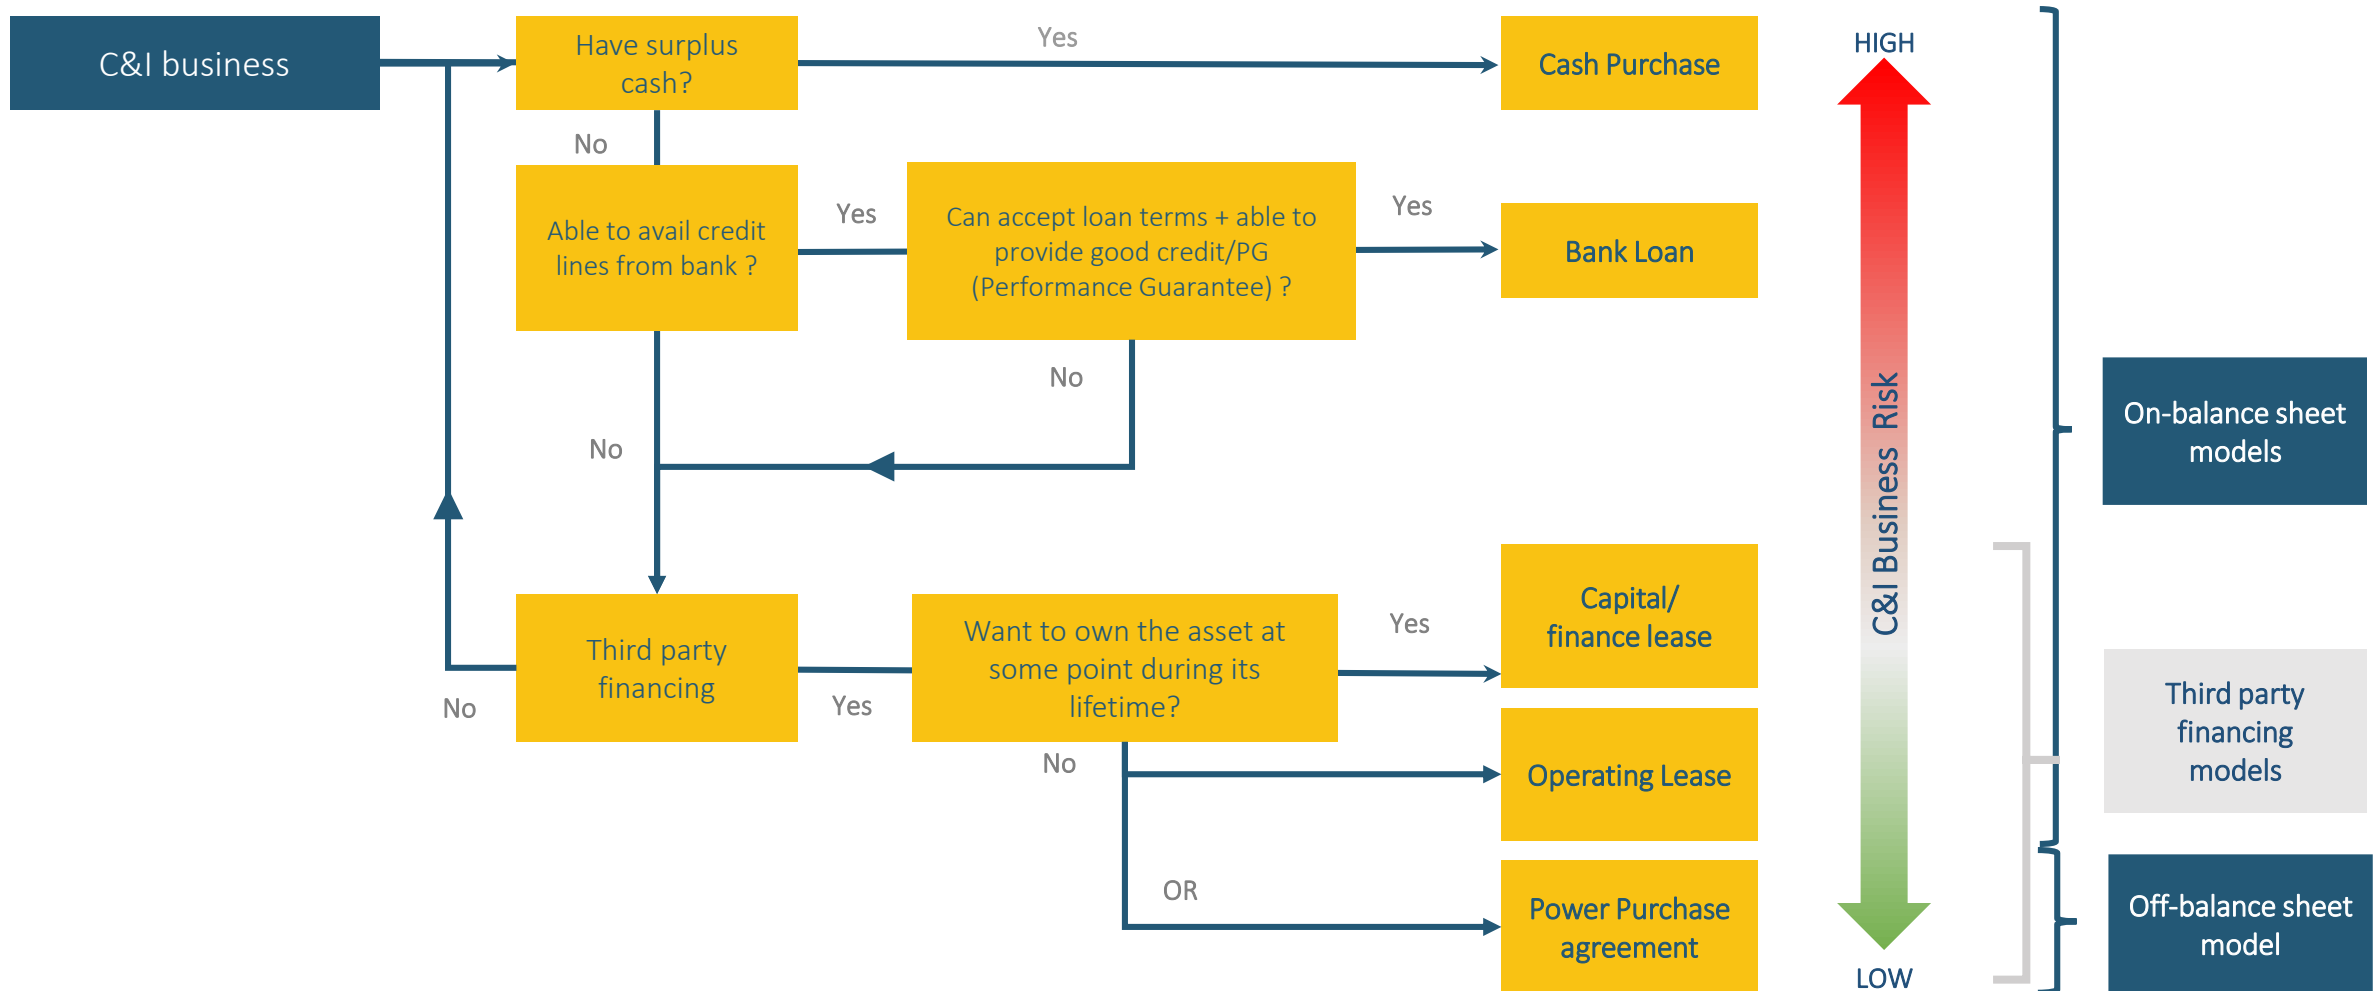 C&I business
Have surplus
cash?
Yes
Cash Purchase
HIGH
No
Able to avail credit
lines from bank ?
Yes
Can accept loan terms + able to
provide good credit/PG
(Performance Guarantee) ?
Yes
Bank Loan
No
No
C&I Business Risk
On-balance sheet
models
Third party
financing
No
Yes
Want to own the asset at
some point during its
lifetime?
Yes
Capital/
finance lease
No
Operating Lease
Third party
financing
models
OR
Power Purchase
agreement
LOW
Off-balance sheet
model